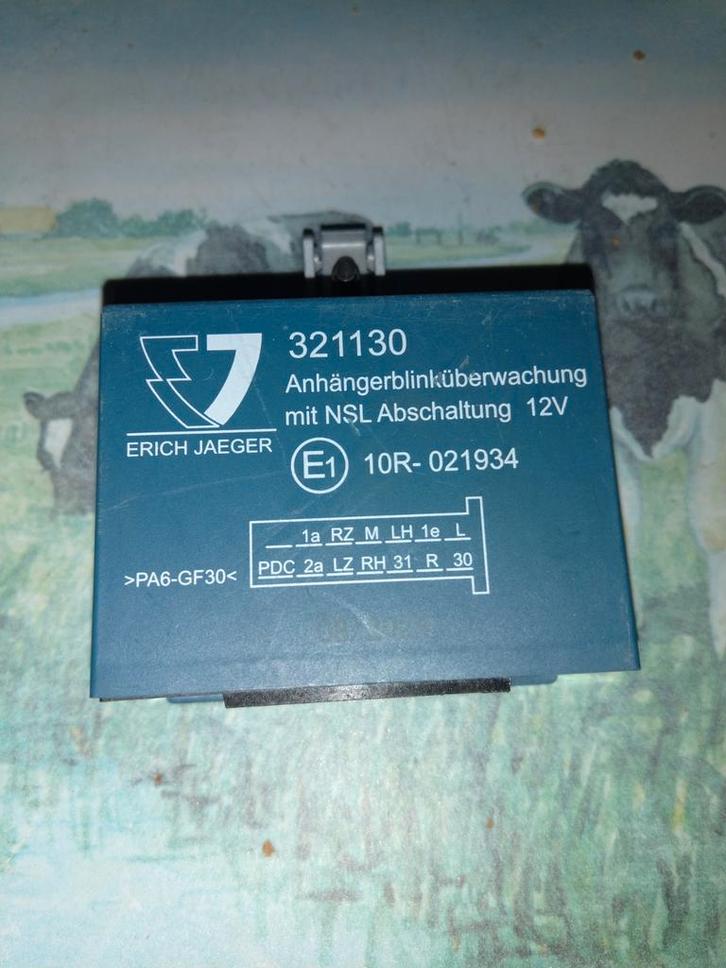 321130
Anhängerblinküberwachung
mit NSL Abschaltung 12V
ERICH JAEGER
E1 10R- 021934
1a RZ M LH 1e L
PDC 2a LZ RH 31 R 30
>PA6-GF30<